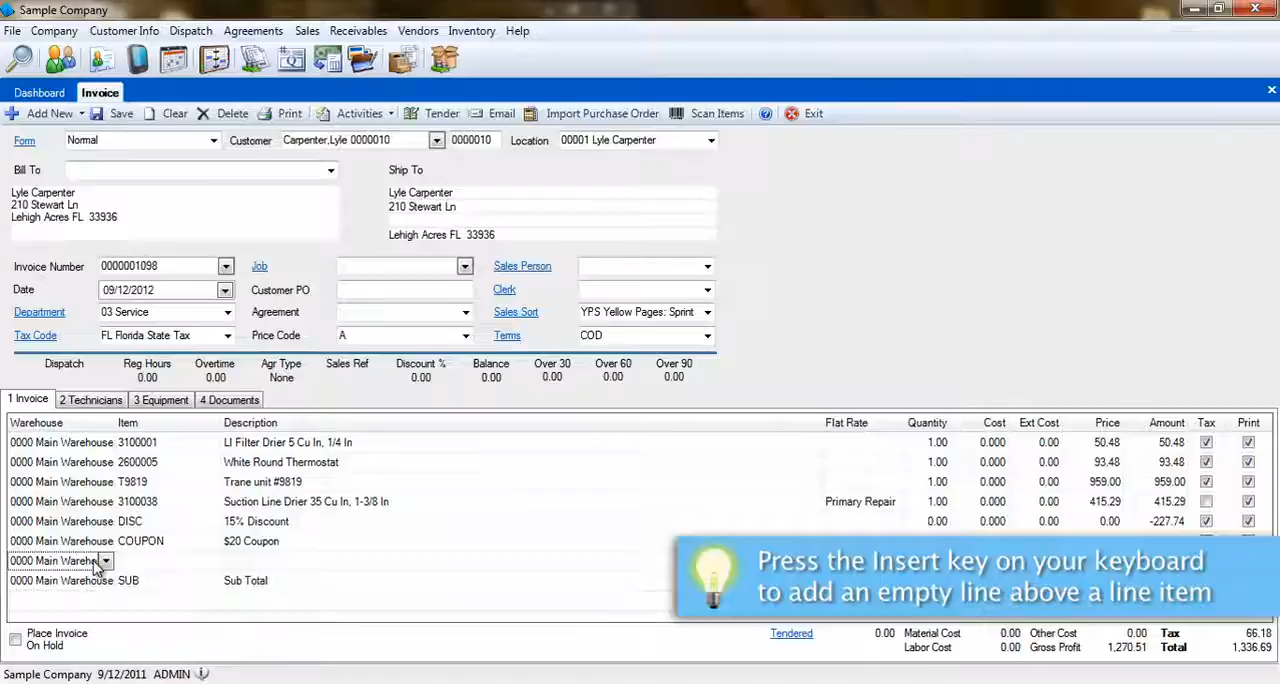 Sample Company
File Company Customer Info Dispatch Agreements Sales Receivables Vendors Inventory Help
Dashboard Invoice
Add New Save Clear Delete Print Activities Tender Email Import Purchase Order Scan Items Exit
Form Normal Customer Carpenter,Lyle 0000010 0000010 Location 00001 Lyle Carpenter
Bill To Ship To
Lyle Carpenter Lyle Carpenter
210 Stewart Ln 210 Stewart Ln
Lehigh Acres FL 33936
Lehigh Acres FL 33936
Invoice Number 0000001098 Job Sales Person
Date 09/12/2012 Customer PO Clerk
Department 03 Service Agreement Sales Sort YPS Yellow Pages: Sprint
Tax Code FL Florida State Tax Price Code A Terms COD
Dispatch Reg Hours Overtime Agr Type Sales Ref Discount % Balance Over 30 Over 60 Over 90
0.00 0.00 None 0.00 0.00 0.00 0.00 0.00
1 Invoice 2 Technicians 3 Equipment 4 Documents
Warehouse Item Description Flat Rate Quantity Cost Ext Cost Price Amount Tax Print
0000 Main Warehouse 3100001 LI Filter Drier 5 Cu In, 1/4 In 1.00 0.000 0.00 50.48 50.48
0000 Main Warehouse 2600005 White Round Thermostat 1.00 0.000 0.00 93.48 93.48
0000 Main Warehouse T9819 Trane unit #9819 1.00 0.000 0.00 959.00 959.00
0000 Main Warehouse 3100038 Suction Line Drier 35 Cu In, 1-3/8 In Primary Repair 1.00 0.000 0.00 415.29 415.29
0000 Main Warehouse DISC 15% Discount 0.00 0.000 0.00 0.00 -227.74
0000 Main Warehouse COUPON $20 Coupon
0000 Main
0000 Main Warehouse SUB Sub Total
Press the Insert key on your keyboard
to add an empty line above a line item
Place Invoice
On Hold
Tendered 0.00 Material Cost 0.00 Other Cost 0.00 Tax 66.18
Labor Cost 0.00 Gross Profit 1,270.51 Total 1,336.69
Sample Company 9/12/2011 ADMIN